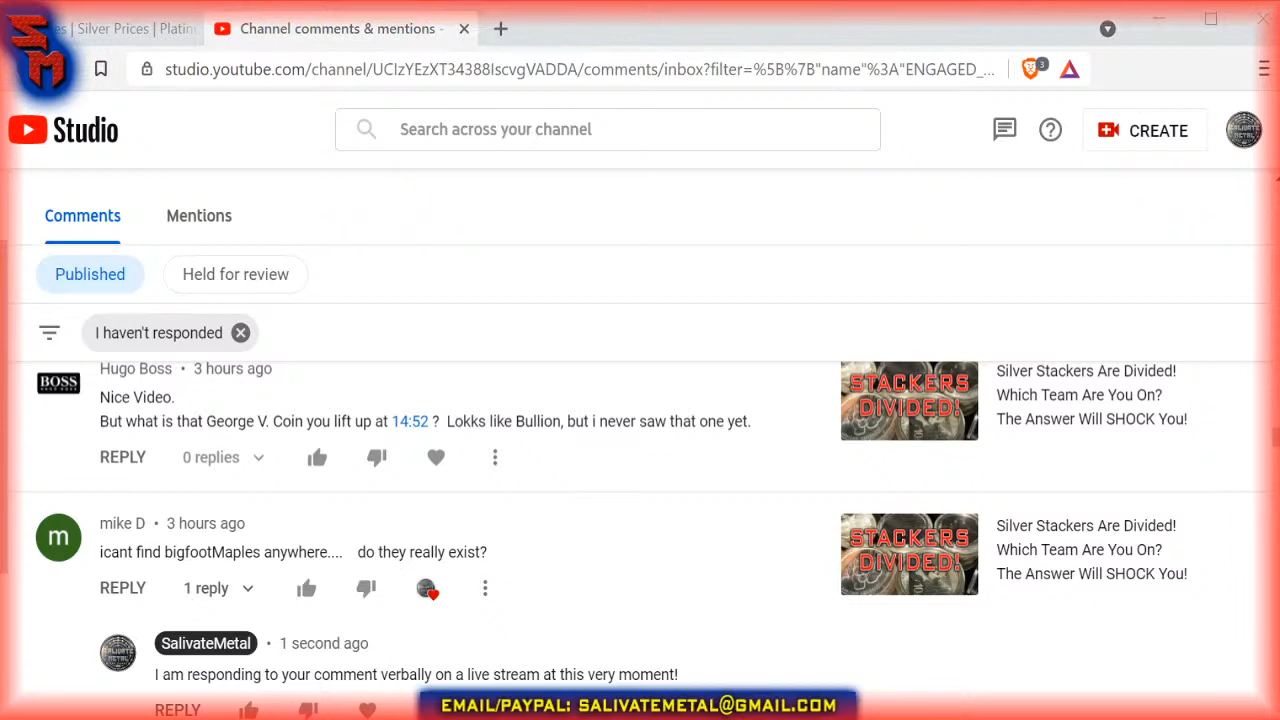 SM
es | Silver Prices | Platin
Channel comments & mentions -
studio.youtube.com/channel/UCIzYEzXT34388IscvgVADDA/comments/inbox?filter=%5B%7B"name"%3A"ENGAGED_...
3
Studio
Search across your channel
CREATE
SALIVATE METAL
Comments Mentions
Published Held for review
I haven't responded
Hugo Boss • 3 hours ago
BOSS
Nice Video.
But what is that George V. Coin you lift up at 14:52 ? Lokks like Bullion, but i never saw that one yet.
REPLY 0 replies
STACKERS
DIVIDED!
Silver Stackers Are Divided!
Which Team Are You On?
The Answer Will SHOCK You!
m
mike D • 3 hours ago
icant find bigfootMaples anywhere.... do they really exist?
REPLY 1 reply
STACKERS
DIVIDED!
Silver Stackers Are Divided!
Which Team Are You On?
The Answer Will SHOCK You!
SalivateMetal • 1 second ago
I am responding to your comment verbally on a live stream at this very moment!
REPLY
EMAIL/PAYPAL: SALIVATEMETAL@GMAIL.COM